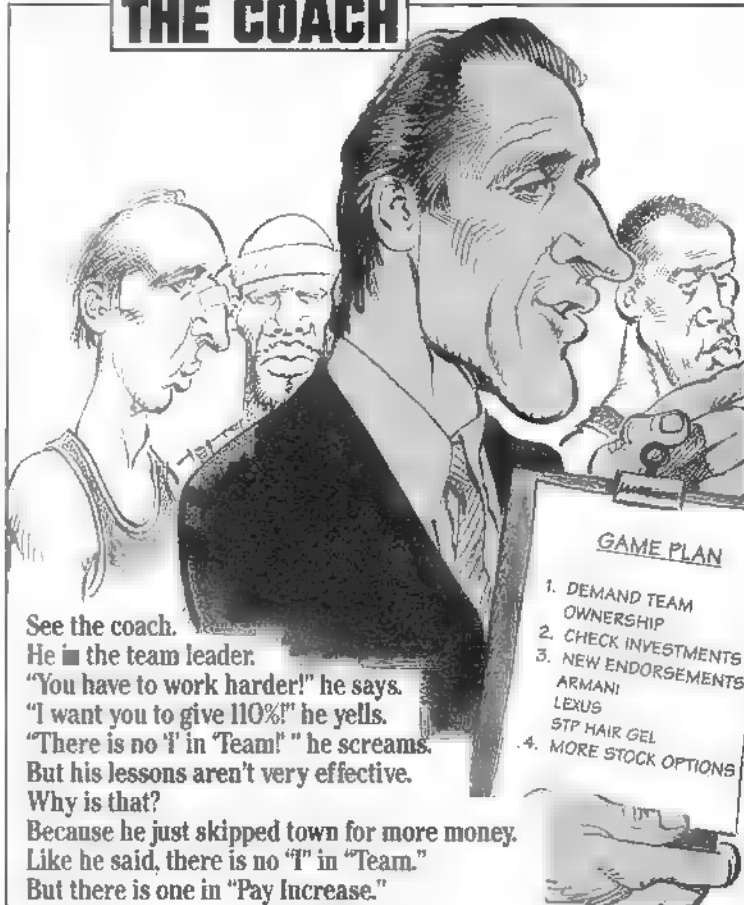 THE COACH
GAME PLAN
1. DEMAND TEAM
OWNERSHIP
2. CHECK INVESTMENTS
3. NEW ENDORSEMENTS
ARMANI
LEXUS
STP HAIR GEL
4. MORE STOCK OPTIONS
See the coach.
He is the team leader.
"You have to work harder!" he says.
"I want you to give 110%!" he yells.
"There is no 'I' in 'Team!' " he screams.
But his lessons aren't very effective.
Why is that?
Because he just skipped town for more money.
Like he said, there is no "I" in "Team."
But there is one in "Pay Increase."